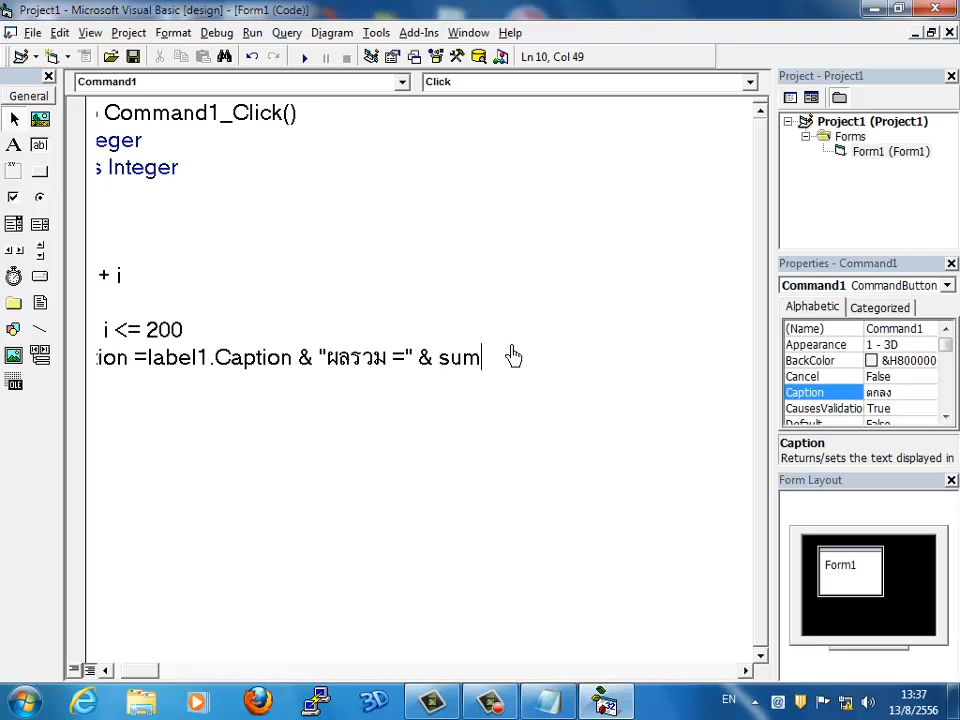 Project1 - Microsoft Visual Basic [design] - [Form1 (Code)]
File Edit View Project Format Debug Run Query Diagram Tools Add-Ins Window Help
Ln 10, Col 49
General
Command1
Click
Command1_Click()
eger
s Integer
+ i
i <= 200
tion =label1.Caption & "ผลรวม =" & sum
Project - Project1
Project1 (Project1)
Forms
Form1 (Form1)
Properties - Command1
Command1 CommandButton
Alphabetic Categorized
(Name) Command1
Appearance 1 - 3D
BackColor &H800000
Cancel False
Caption ตกลง
CausesValidatio True
Default False
Caption
Returns/sets the text displayed in
Form Layout
Form1
EN
13:37
13/8/2556